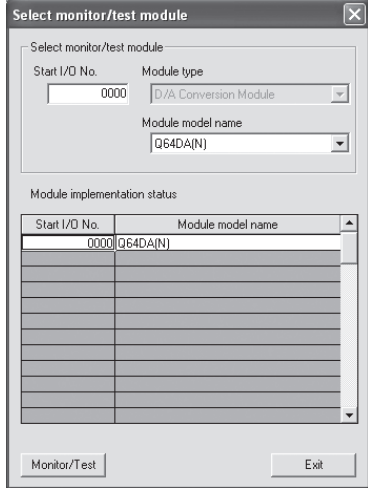 Select monitor/test module
Select monitor/test module
Start I/O No. Module type
0000 D/A Conversion Module
Module model name
Q64DA(N)
Module implementation status
Start I/O No. Module model name
0000 Q64DA(N)
Monitor/Test Exit